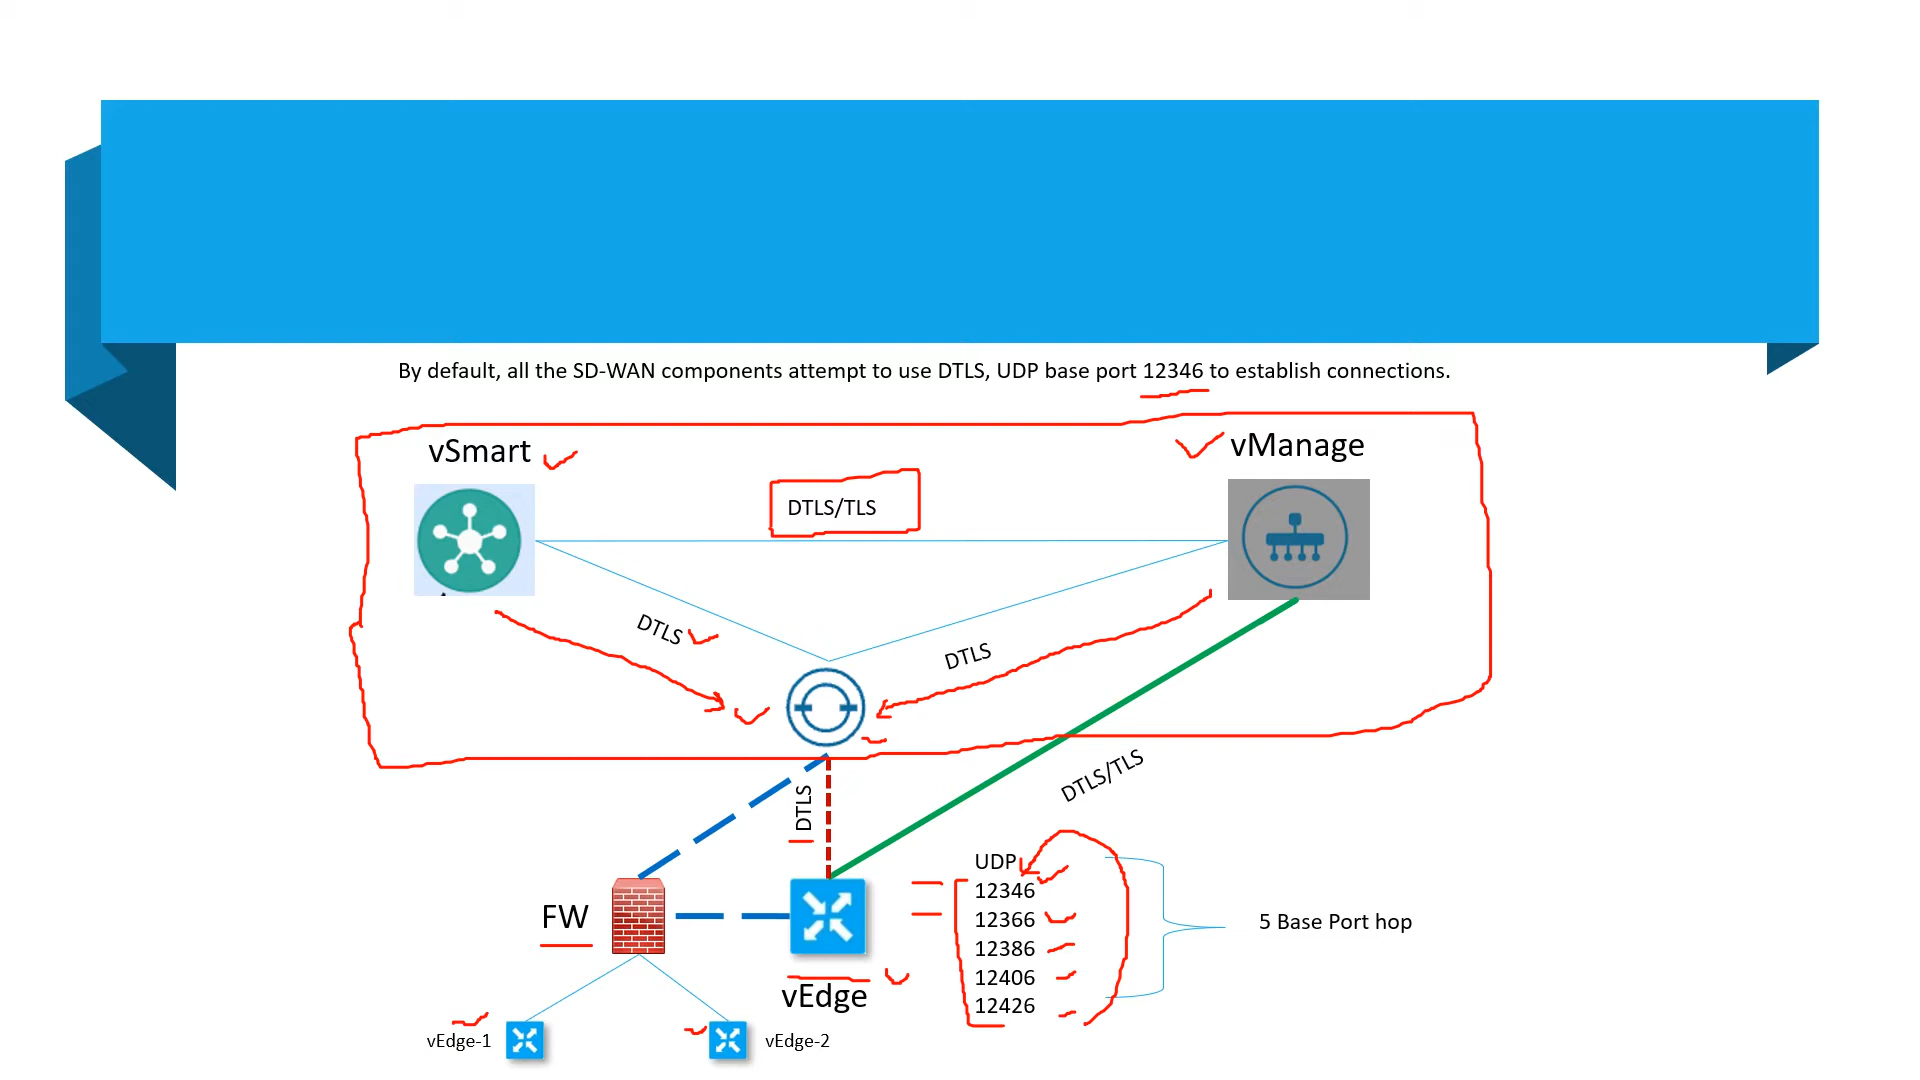 By default, all the SD-WAN components attempt to use DTLS, UDP base port 12346 to establish connections.
vSmart
vManage
DTLS/TLS
DTLS
DTLS
DTLS
DTLS/TLS
UDP
12346
12366
12386
12406
12426
5 Base Port hop
FW
vEdge
vEdge-1
vEdge-2